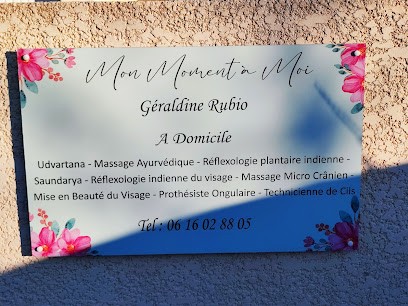 Mon Moment à Moi
Géraldine Rubio
A Domicile
Udvartana - Massage Ayurvédique - Réflexologie plantaire indienne -
Saundarya - Réflexologie indienne du visage - Massage Micro Crânien -
Mise en Beauté du Visage - Prothésiste Ongulaire - Technicienne de Cils
Tel : 06 16 02 88 05